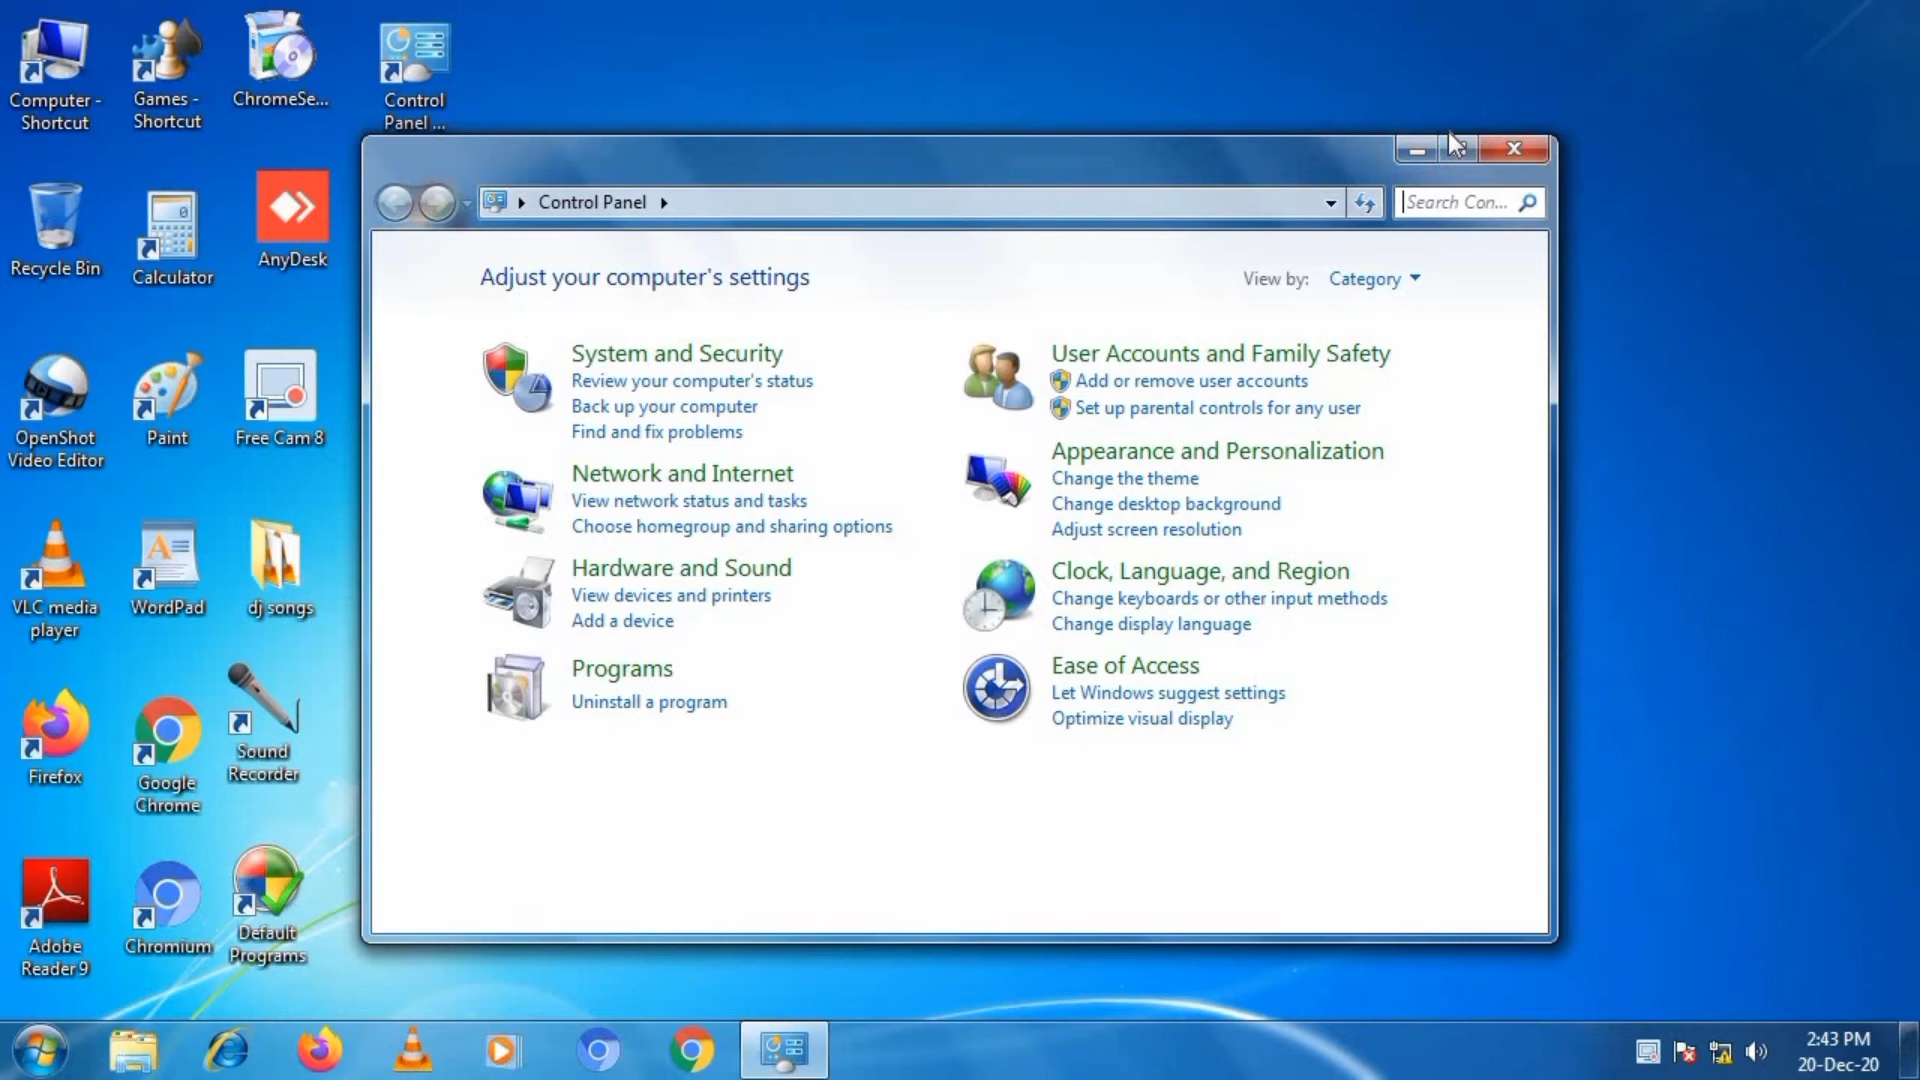 Computer - Shortcut
Games - Shortcut
ChromeSe...
Control Panel ...
Recycle Bin
Calculator
AnyDesk
OpenShot Video Editor
Paint
Free Cam 8
VLC media player
WordPad
dj songs
Firefox
Google Chrome
Sound Recorder
Adobe Reader 9
Chromium
Default Programs
Control Panel
Search Con...
Adjust your computer's settings
View by: Category
System and Security
Review your computer's status
Back up your computer
Find and fix problems
Network and Internet
View network status and tasks
Choose homegroup and sharing options
Hardware and Sound
View devices and printers
Add a device
Programs
Uninstall a program
User Accounts and Family Safety
Add or remove user accounts
Set up parental controls for any user
Appearance and Personalization
Change the theme
Change desktop background
Adjust screen resolution
Clock, Language, and Region
Change keyboards or other input methods
Change display language
Ease of Access
Let Windows suggest settings
Optimize visual display
2:43 PM
20-Dec-20